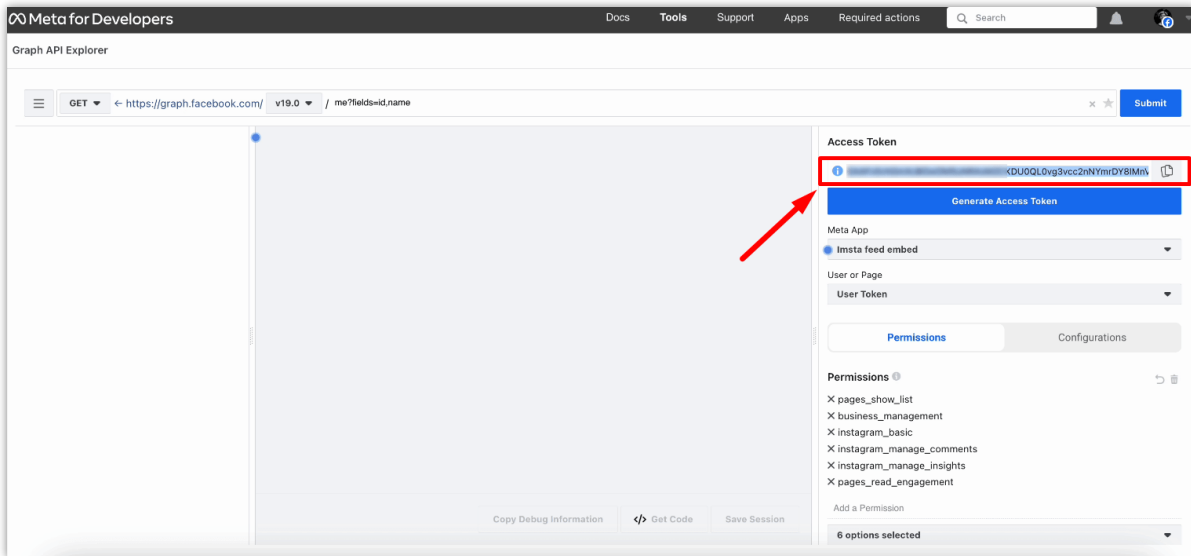 Meta for Developers Docs Tools Support Apps Required actions Search
Graph API Explorer
GET ← https://graph.facebook.com/ v19.0 / me?fields=id,name Submit
Access Token
DU0QL0vg3vcc2nNYmrDY8IMn
Generate Access Token
Meta App
Imsta feed embed
User or Page
User Token
Permissions Configurations
Permissions
pages_show_list
business_management
instagram_basic
instagram_manage_comments
instagram_manage_insights
pages_read_engagement
Add a Permission
Copy Debug Information </> Get Code Save Session
6 options selected